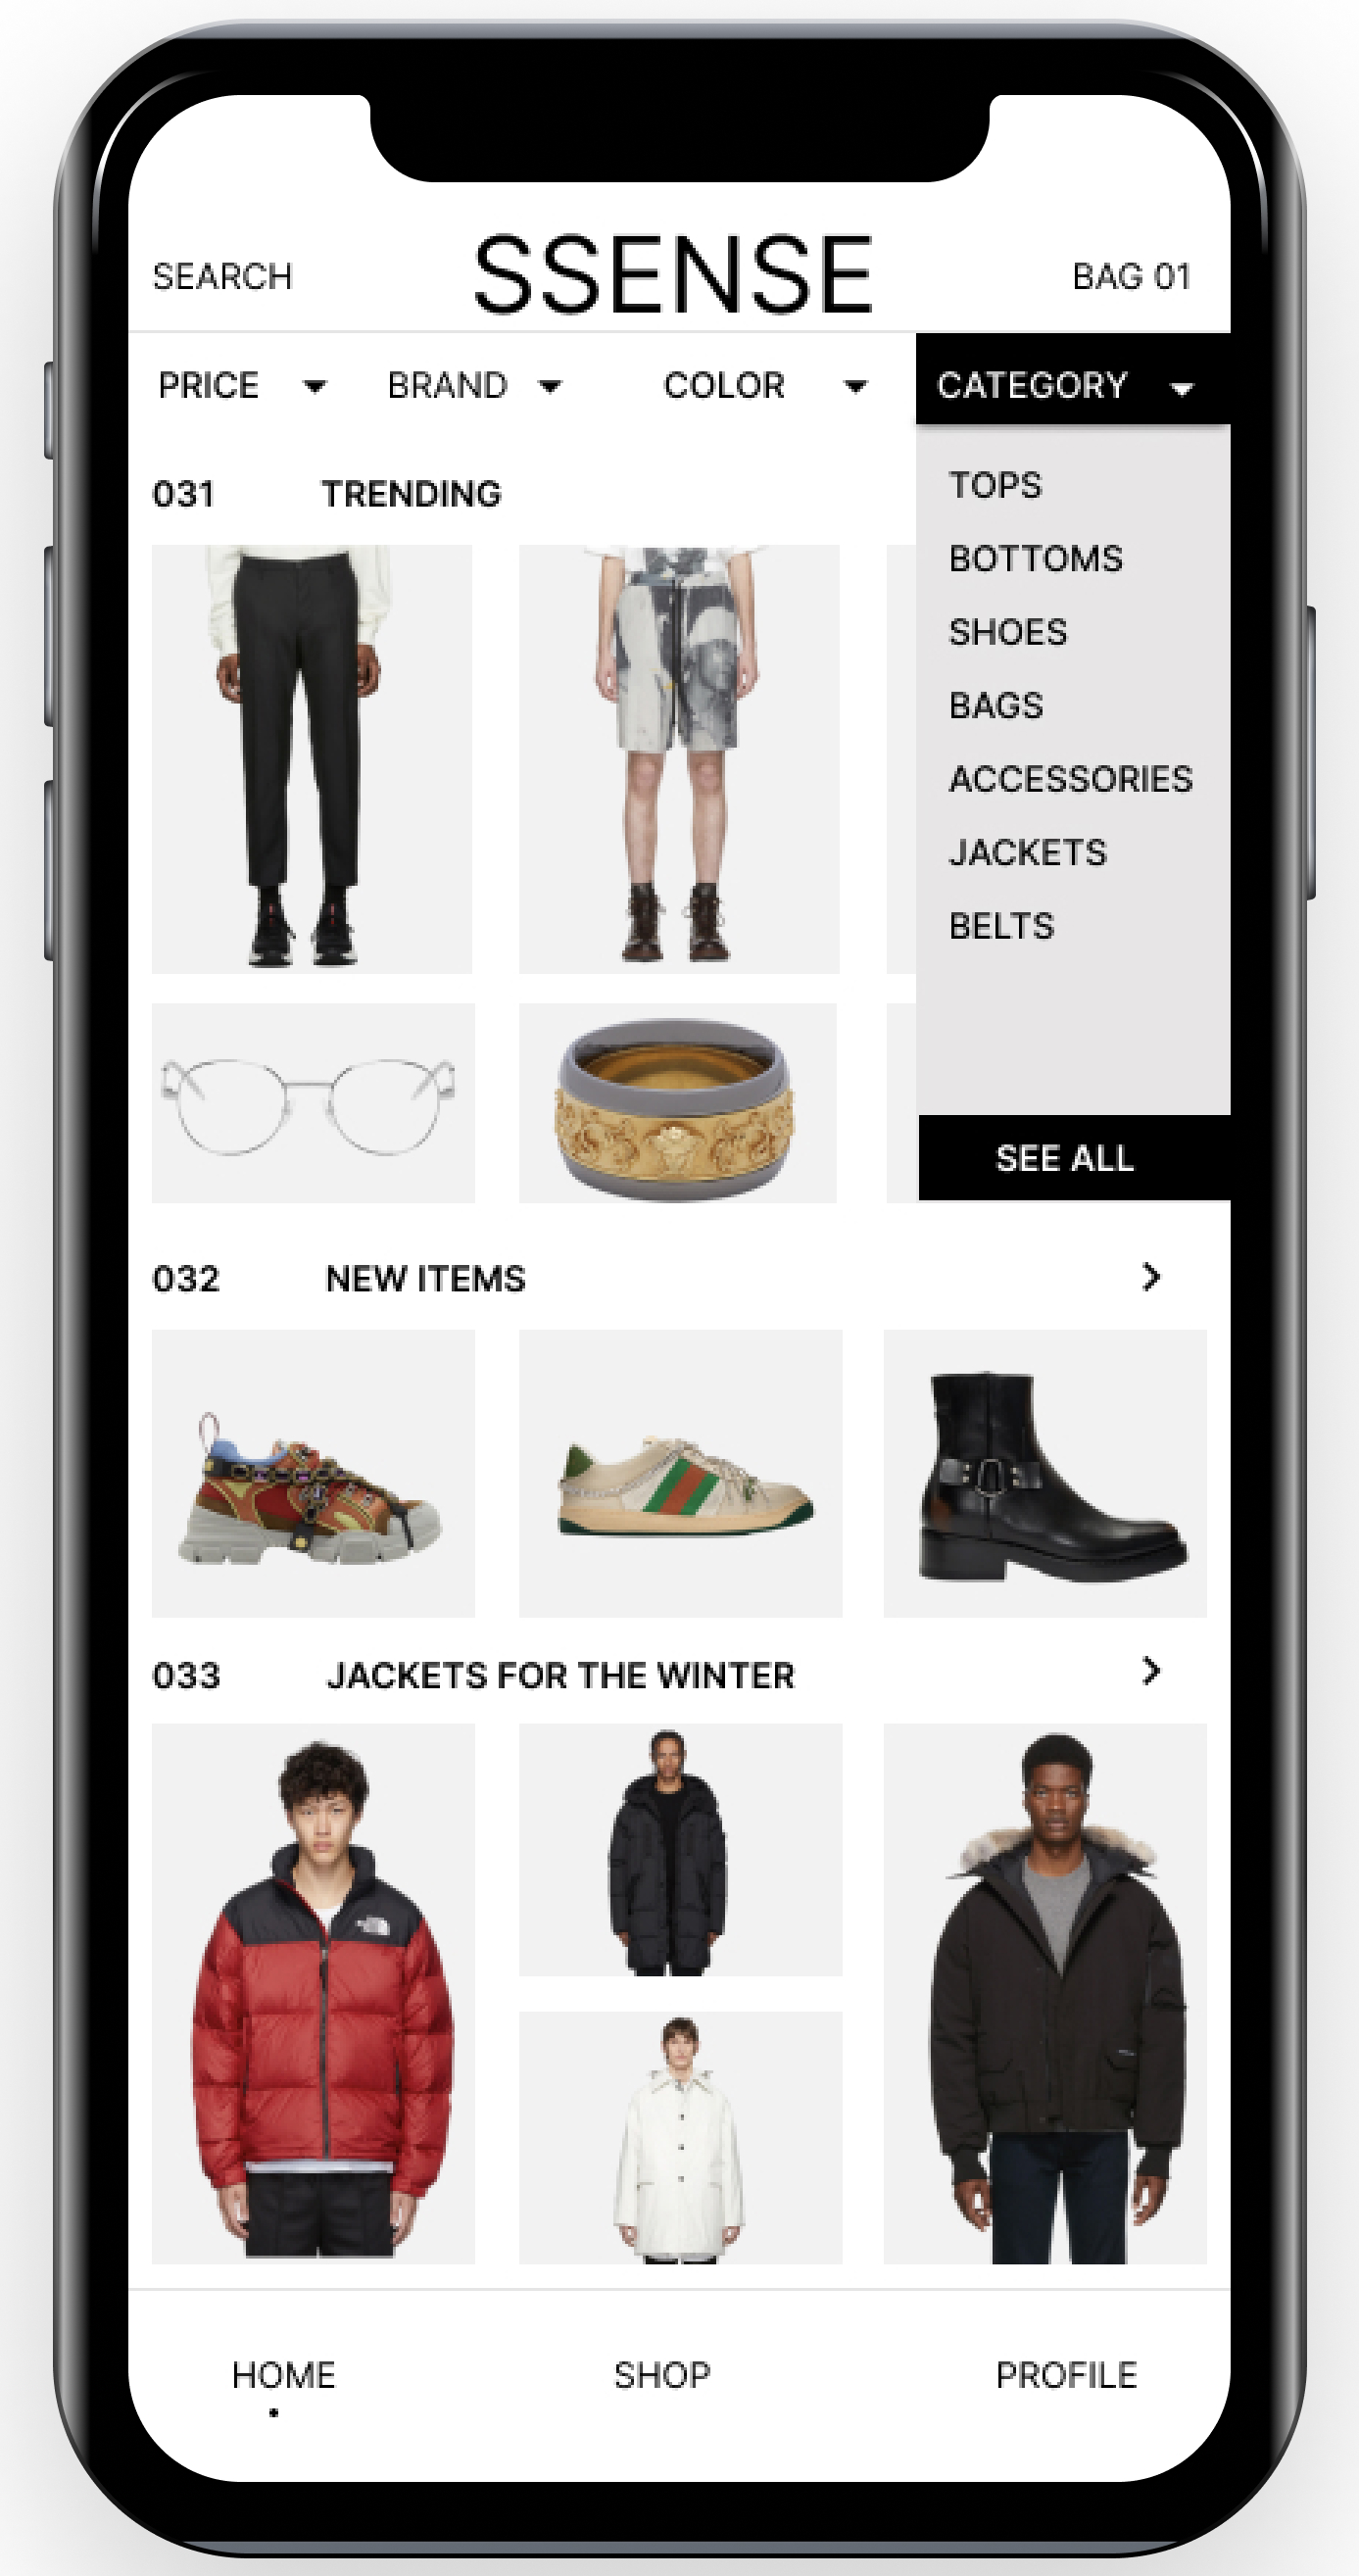 SEARCH SSENSE BAG 01
PRICE BRAND COLOR CATEGORY
TOPS
031 TRENDING
BOTTOMS
SHOES
BAGS
ACCESSORIES
JACKETS
BELTS
SEE ALL
032 NEW ITEMS
033 JACKETS FOR THE WINTER
HOME SHOP PROFILE